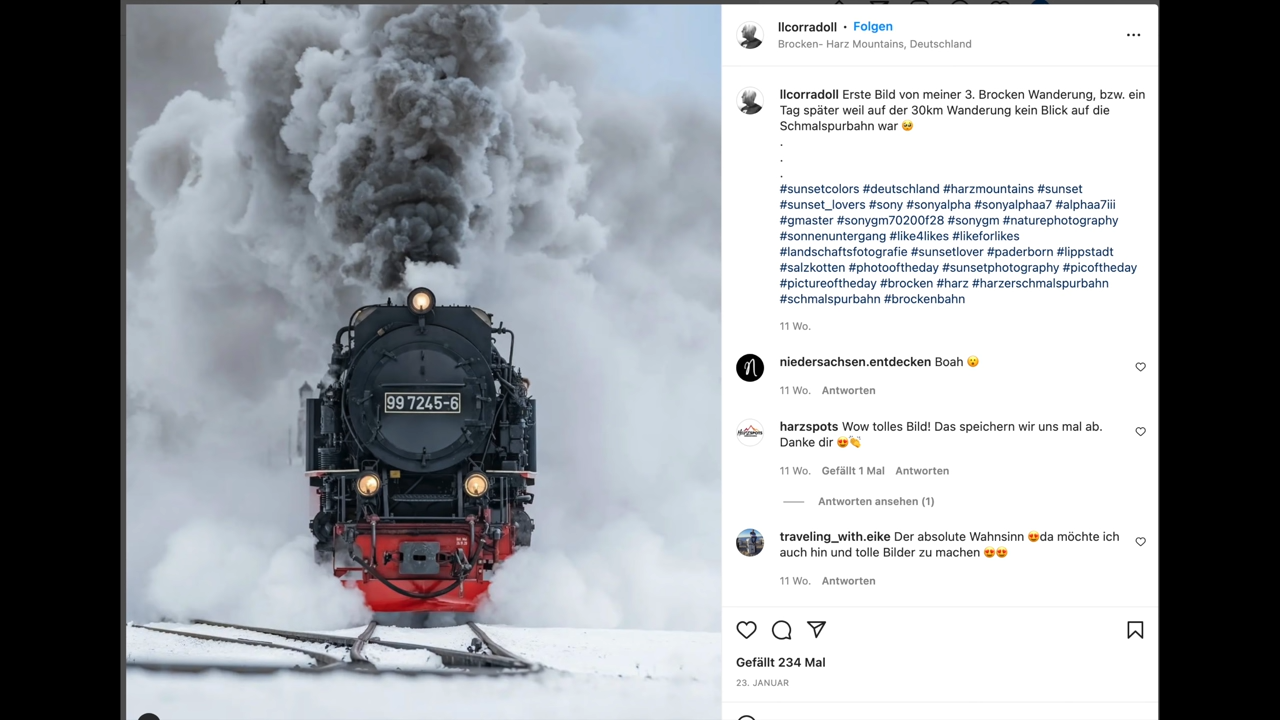 llcorradoll • Folgen
Brocken- Harz Mountains, Deutschland
llcorradoll Erste Bild von meiner 3. Brocken Wanderung, bzw. ein
Tag später weil auf der 30km Wanderung kein Blick auf die
Schmalspurbahn war 🥺
.
.
.
#sunsetcolors #deutschland #harzmountains #sunset
#sunset_lovers #sony #sonyalpha #sonyalphaa7 #alphaa7iii
#gmaster #sonygm70200f28 #sonygm #naturephotography
#sonnenuntergang #like4likes #likeforlikes
#landschaftsfotografie #sunsetlover #paderborn #lippstadt
#salzkotten #photooftheday #sunsetphotography #picoftheday
#pictureoftheday #brocken #harz #harzerschmalspurbahn
#schmalspurbahn #brockenbahn
11 Wo.
niedersachsen.entdecken Boah 😮
11 Wo. Antworten
harzspots Wow tolles Bild! Das speichern wir uns mal ab.
Danke dir 😍👏
11 Wo. Gefällt 1 Mal Antworten
Antworten ansehen (1)
traveling_with.eike Der absolute Wahnsinn 😍da möchte ich
auch hin und tolle Bilder zu machen 😍😍
11 Wo. Antworten
Gefällt 234 Mal
23. JANUAR
99 7245-6